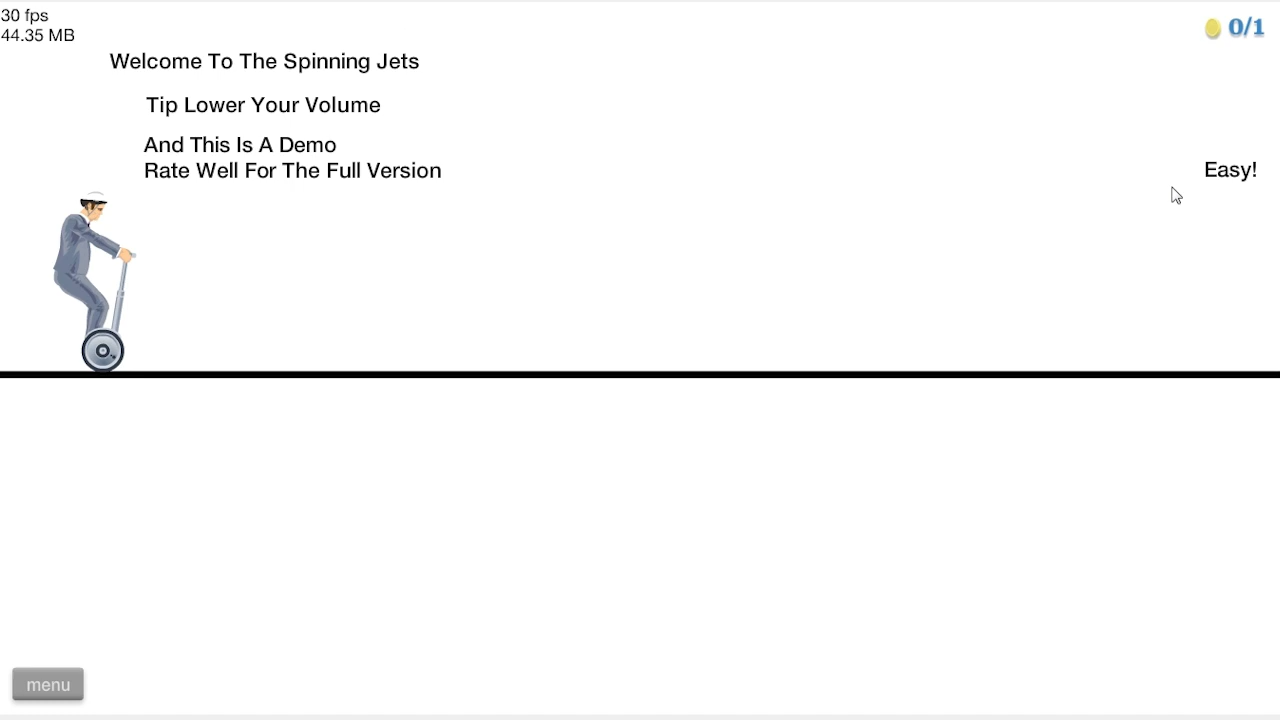 30 fps
44.35 MB
0/1
Welcome To The Spinning Jets
Tip Lower Your Volume
And This Is A Demo
Rate Well For The Full Version
Easy!
menu